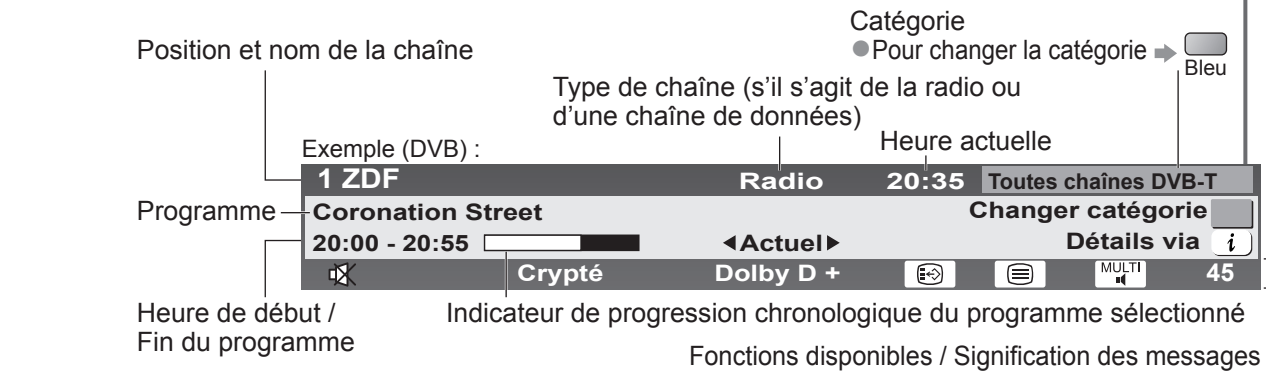 Catégorie
●Pour changer la catégorie
Bleu
Position et nom de la chaîne
Type de chaîne (s'il s'agit de la radio ou
d'une chaîne de données)
Heure actuelle
Exemple (DVB) :
1 ZDF Radio 20:35 Toutes chaînes DVB-T
Programme Coronation Street Changer catégorie
20:00 - 20:55 ◀Actuel▶ Détails via i
Crypté Dolby D + MULTI 45
Heure de début /
Fin du programme
Indicateur de progression chronologique du programme sélectionné
Fonctions disponibles / Signification des messages